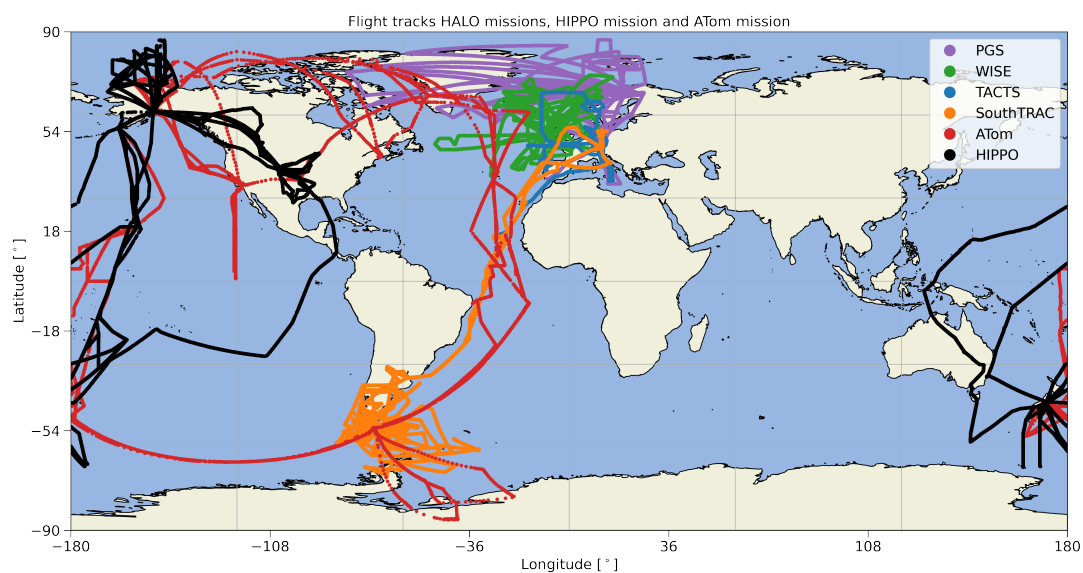 Flight tracks HALO missions, HIPPO mission and ATom mission
90
54
18
−18
−54
−90
Latitude [°]
PGS
WISE
TACTS
SouthTRAC
ATom
HIPPO
−180
−108
−36
36
108
180
Longitude [°]